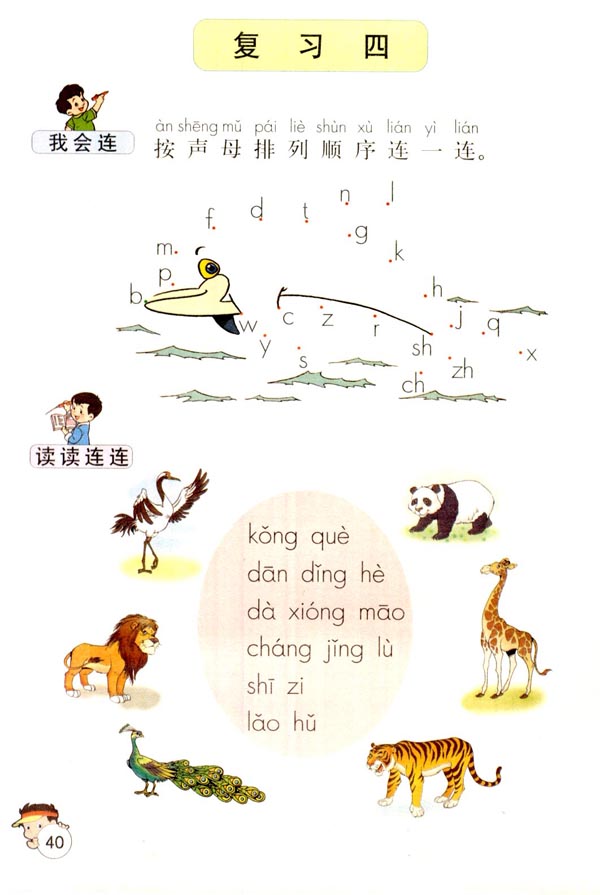 复习四
我会连
àn shēng mǔ pái liè shùn xù lián yì lián
按声母排列顺序连一连。
n l
f d t g
m k
p
b h
w c z r j q
y sh x
s zh
ch
读读连连
kǒng què
dān dǐng hè
dà xióng māo
cháng jǐng lù
shī zi
lǎo hǔ
40